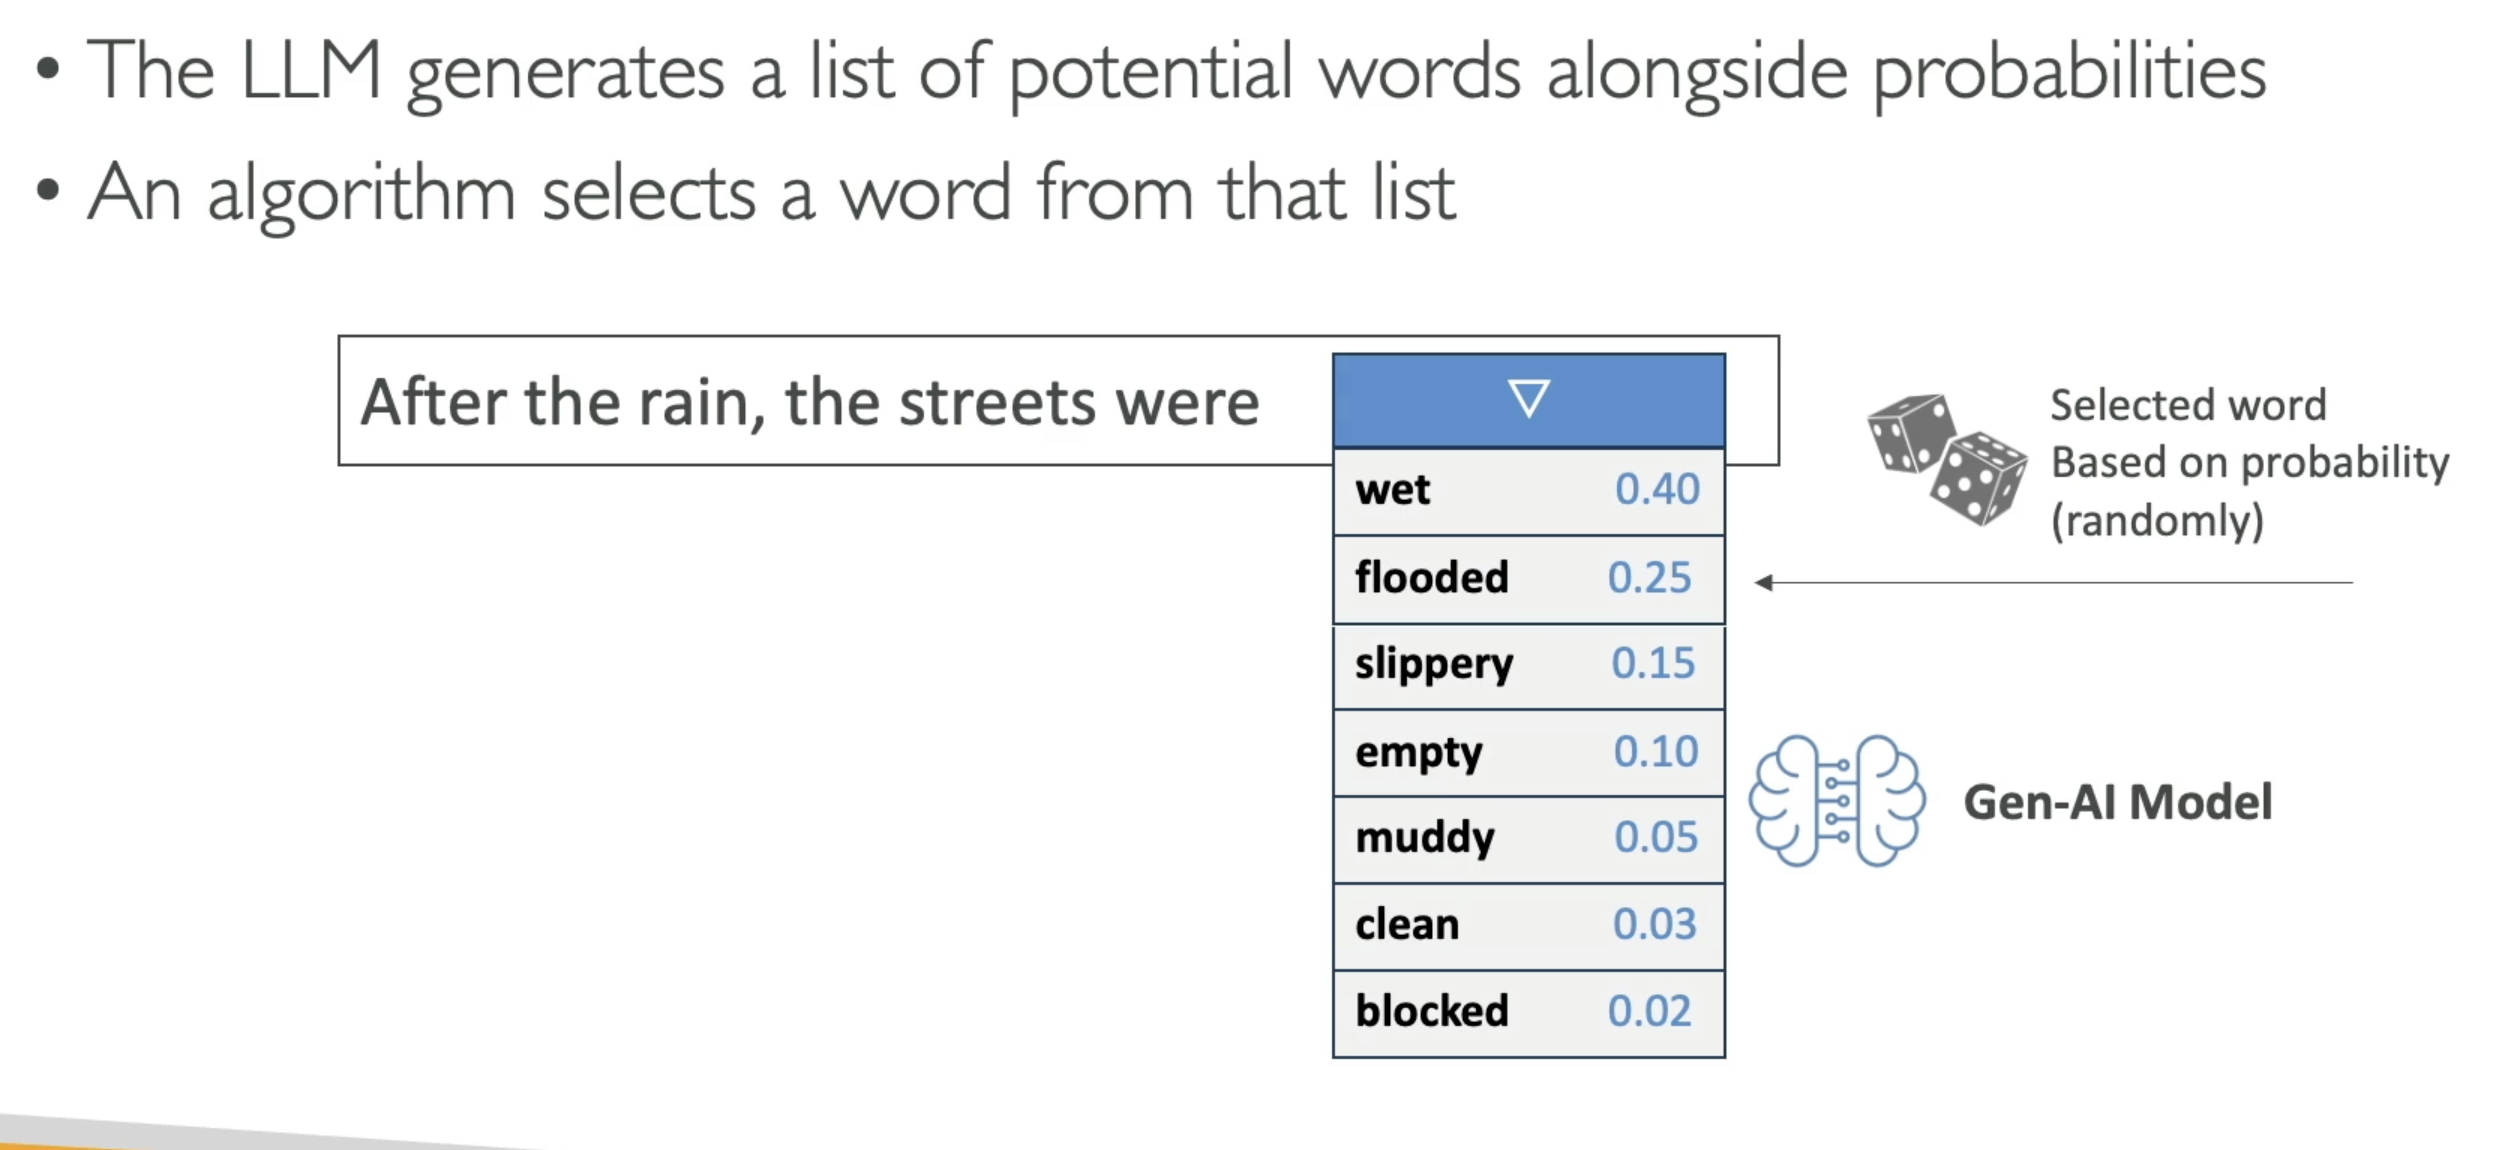 • The LLM generates a list of potential words alongside probabilities
• An algorithm selects a word from that list
After the rain, the streets were
wet 0.40
flooded 0.25
slippery 0.15
empty 0.10
muddy 0.05
clean 0.03
blocked 0.02
Selected word
Based on probability
(randomly)
Gen-AI Model